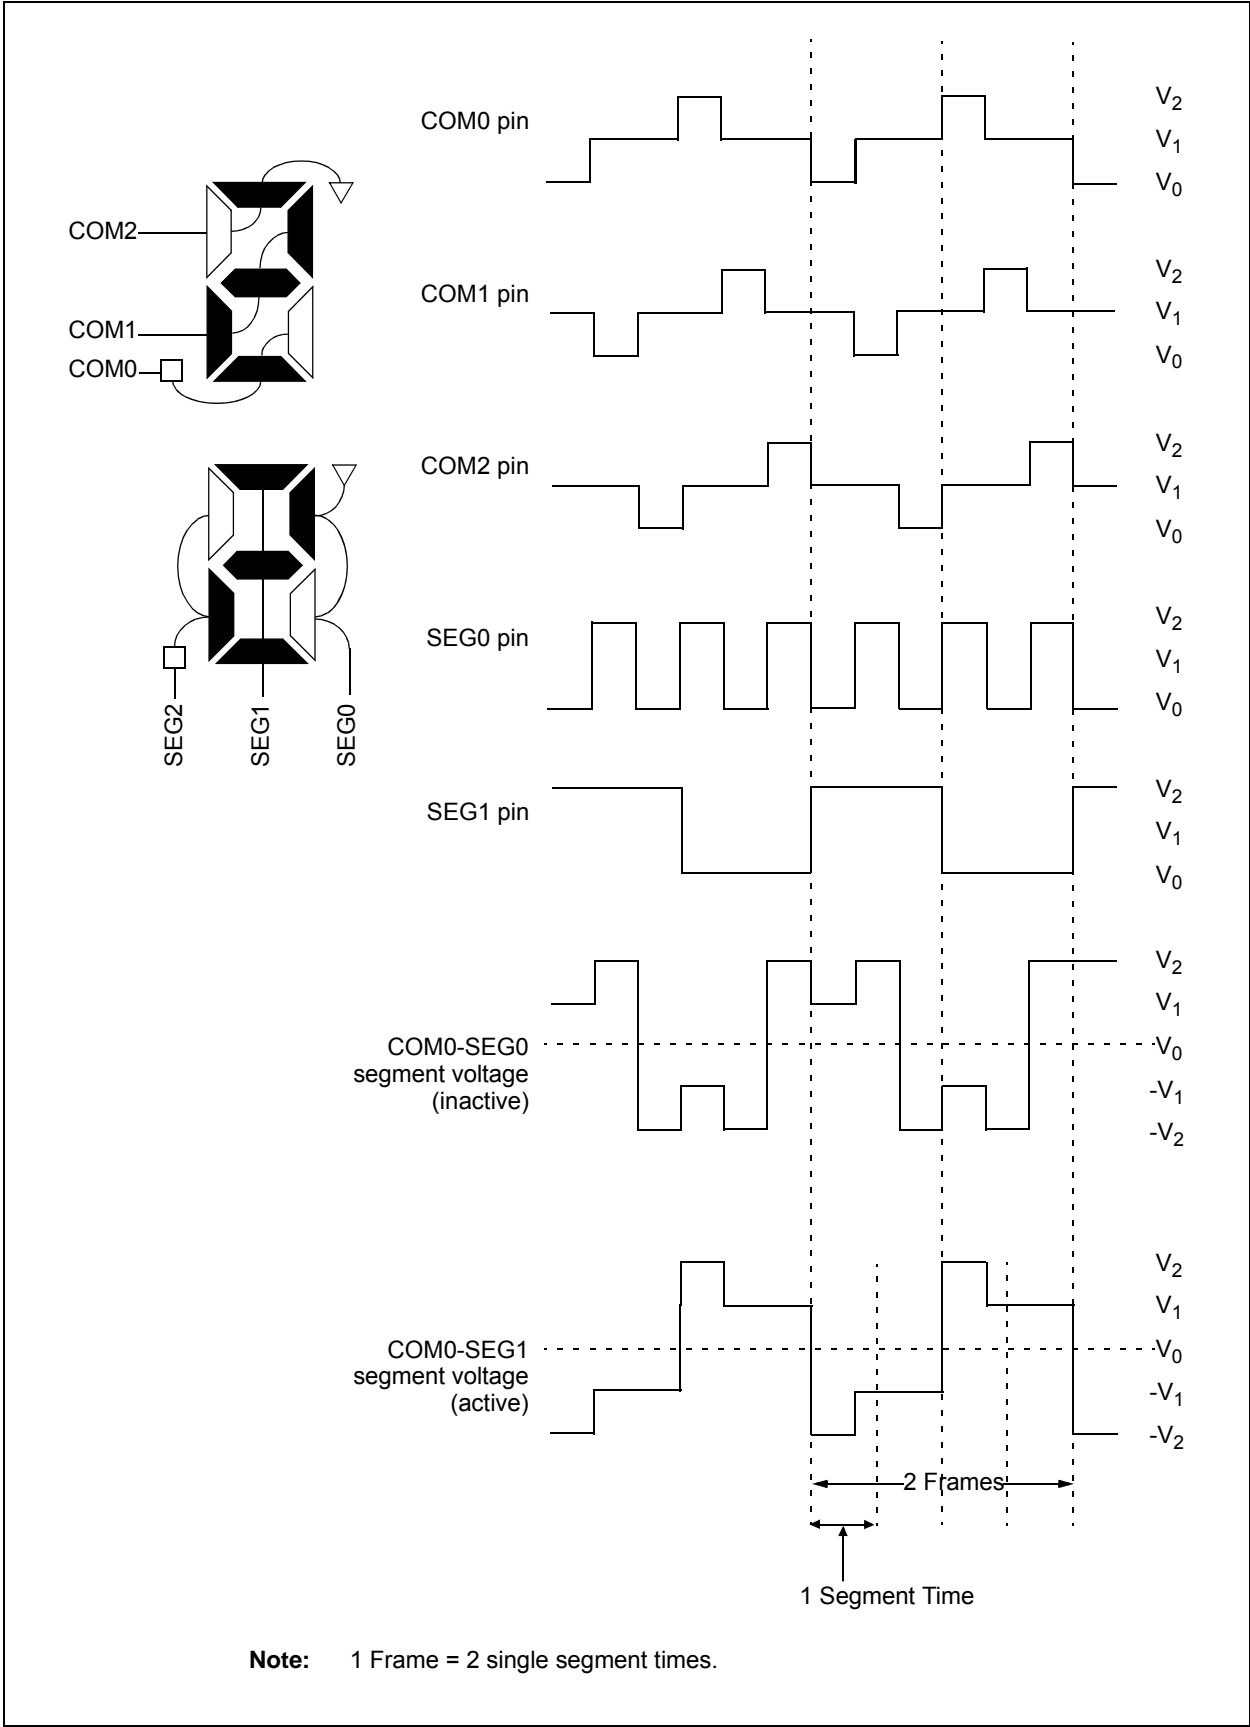 COM0 pin
V2
V1
V0
COM2
COM1
COM0
COM1 pin
V2
V1
V0
COM2 pin
V2
V1
V0
SEG2
SEG1
SEG0
SEG0 pin
V2
V1
V0
SEG1 pin
V2
V1
V0
COM0-SEG0
segment voltage
(inactive)
V2
V1
V0
-V1
-V2
COM0-SEG1
segment voltage
(active)
V2
V1
V0
-V1
-V2
2 Frames
1 Segment Time
Note: 1 Frame = 2 single segment times.